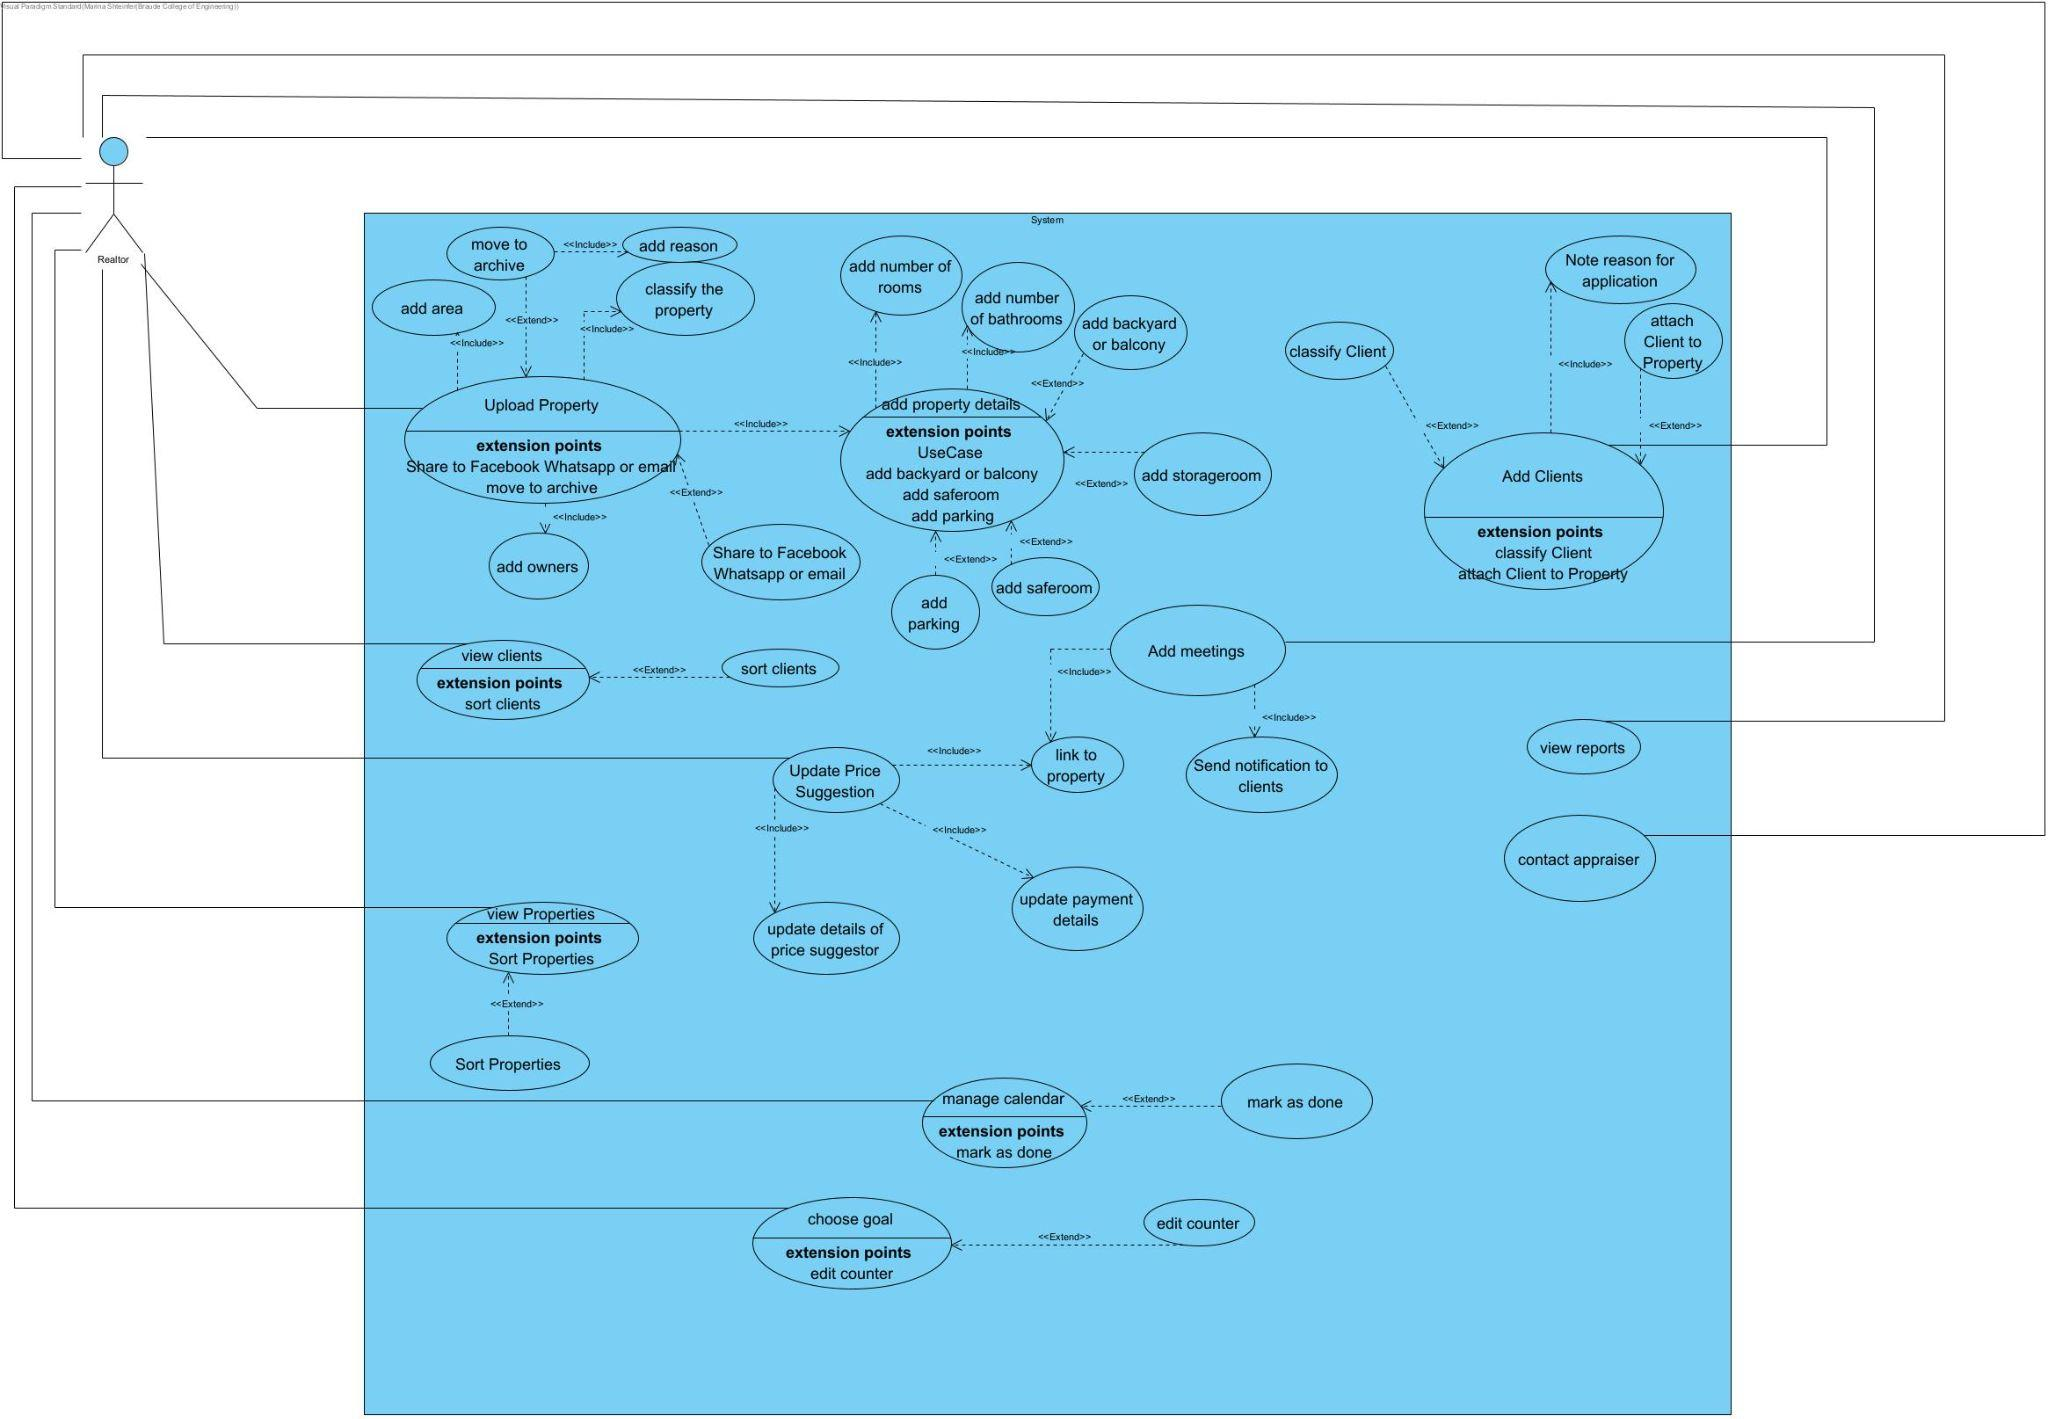 Visual Paradigm Standard(Marina Shteinfer(Braude College of Engineering))
Realtor
System
move to
archive
<<Include>>
add reason
add area
<<Include>>
<<Extend>>
classify the
property
<<Include>>
Upload Property
extension points
Share to Facebook Whatsapp or email
move to archive
<<Include>>
<<Include>>
add owners
<<Extend>>
Share to Facebook
Whatsapp or email
add number of
rooms
<<Include>>
add number
of bathrooms
<<Include>>
add backyard
or balcony
<<Extend>>
add property details
extension points
UseCase
add backyard or balcony
add saferoom
add parking
<<Extend>>
add storageroom
<<Extend>>
add
parking
<<Extend>>
add saferoom
Note reason for
application
<<Include>>
attach
Client to
Property
<<Extend>>
classify Client
<<Extend>>
Add Clients
extension points
classify Client
attach Client to Property
view clients
extension points
sort clients
<<Extend>>
sort clients
Add meetings
<<Include>>
<<Include>>
link to
property
Send notification to
clients
view reports
Update Price
Suggestion
<<Include>>
<<Include>>
<<Include>>
update details of
price suggestor
update payment
details
contact appraiser
view Properties
extension points
Sort Properties
<<Extend>>
Sort Properties
manage calendar
extension points
mark as done
<<Extend>>
mark as done
choose goal
extension points
edit counter
<<Extend>>
edit counter